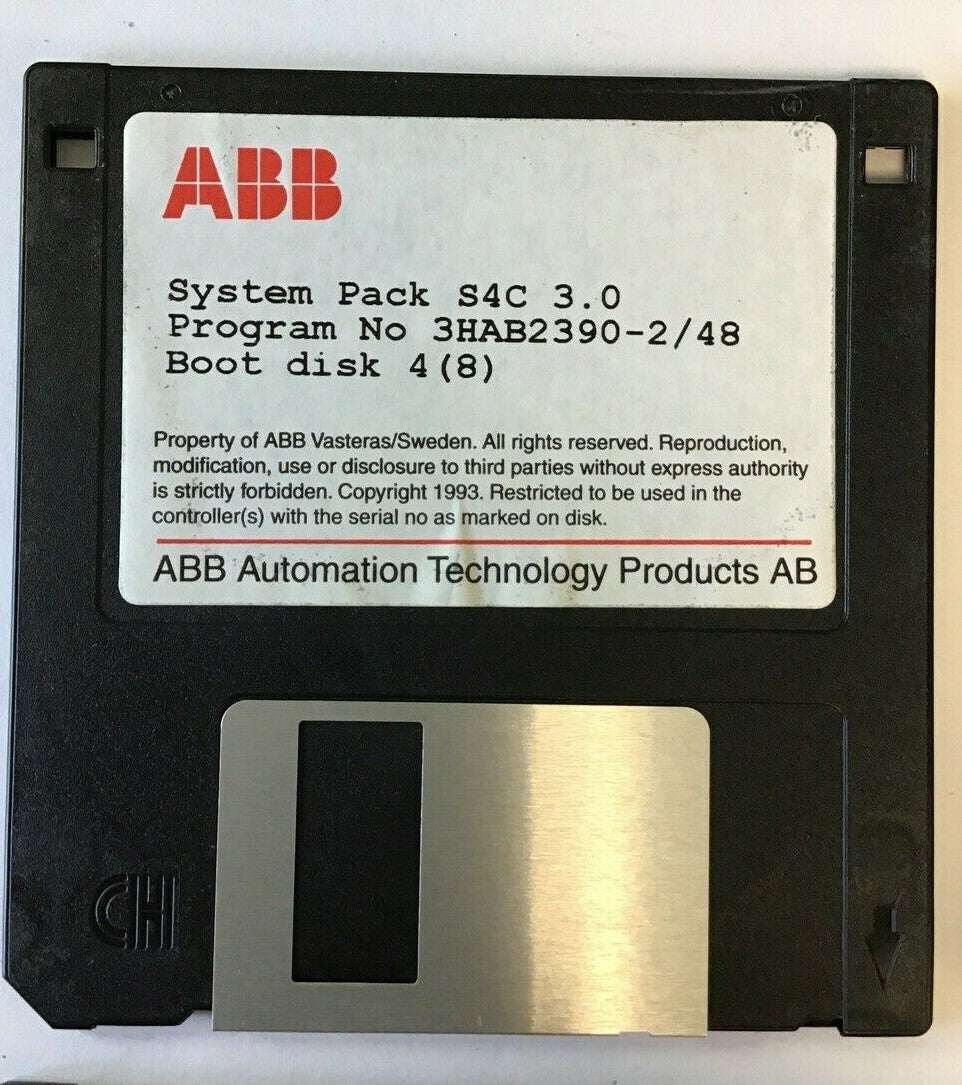 ABB
System Pack S4C 3.0
Program No 3HAB2390-2/48
Boot disk 4(8)
Property of ABB Vasteras/Sweden. All rights reserved. Reproduction,
modification, use or disclosure to third parties without express authority
is strictly forbidden. Copyright 1993. Restricted to be used in the
controller(s) with the serial no as marked on disk.
ABB Automation Technology Products AB